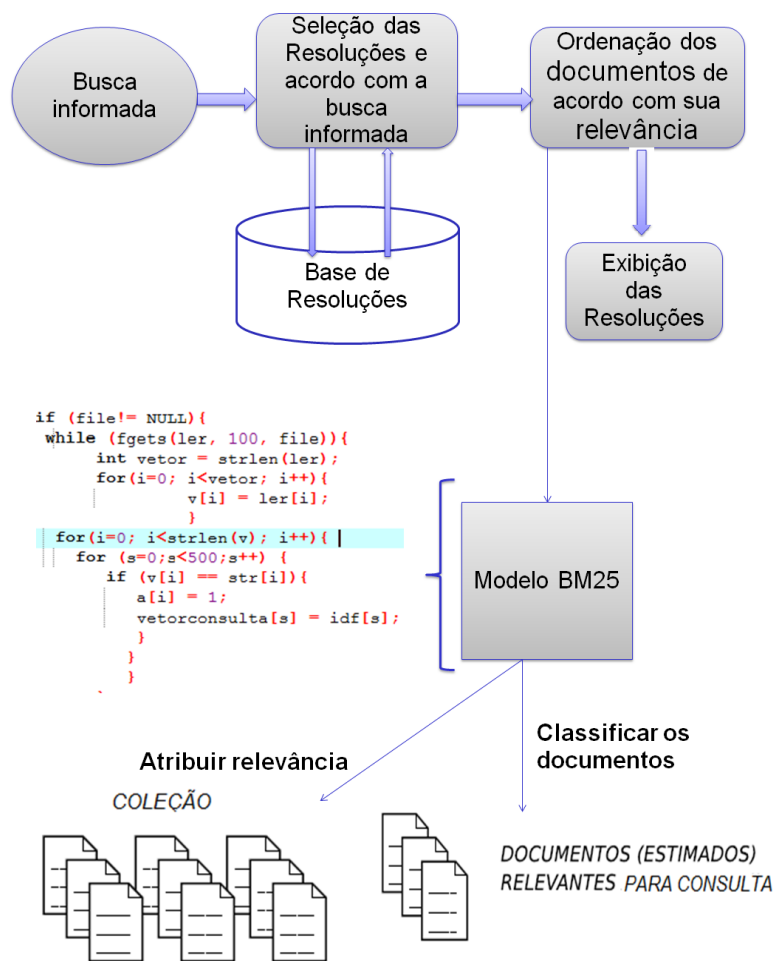 Busca
informada
Seleção das
Resoluções e
acordo com a
busca
informada
Ordenação dos
documentos de
acordo com sua
relevância
Base de
Resoluções
Exibição
das
Resoluções
if (file!= NULL){
while (fgets(ler, 100, file)){
int vetor = strlen(ler);
for(i=0; i<vetor; i++){
v[i] = ler[i];
}
for(i=0; i<strlen(v); i++){
for (s=0;s<500;s++) {
if (v[i] == str[i]){
a[i] = 1;
vetorconsulta[s] = idf[s];
}
}
}
Modelo BM25
Atribuir relevância
Classificar os
documentos
COLEÇÃO
DOCUMENTOS (ESTIMADOS)
RELEVANTES PARA CONSULTA